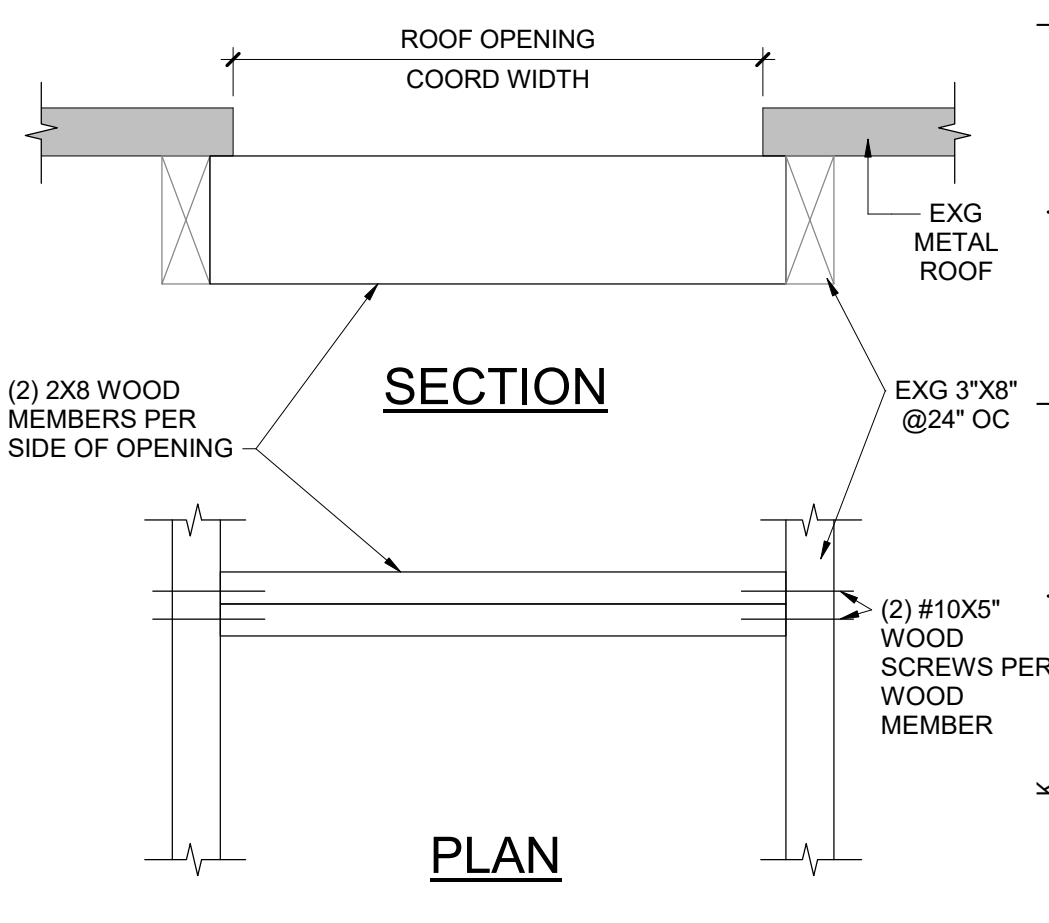 ROOF OPENING
COORD WIDTH
EXG
METAL
ROOF
SECTION
(2) 2X8 WOOD
MEMBERS PER
SIDE OF OPENING
EXG 3"X8"
@24" OC
(2) #10X5"
WOOD
SCREWS PER
WOOD
MEMBER
PLAN